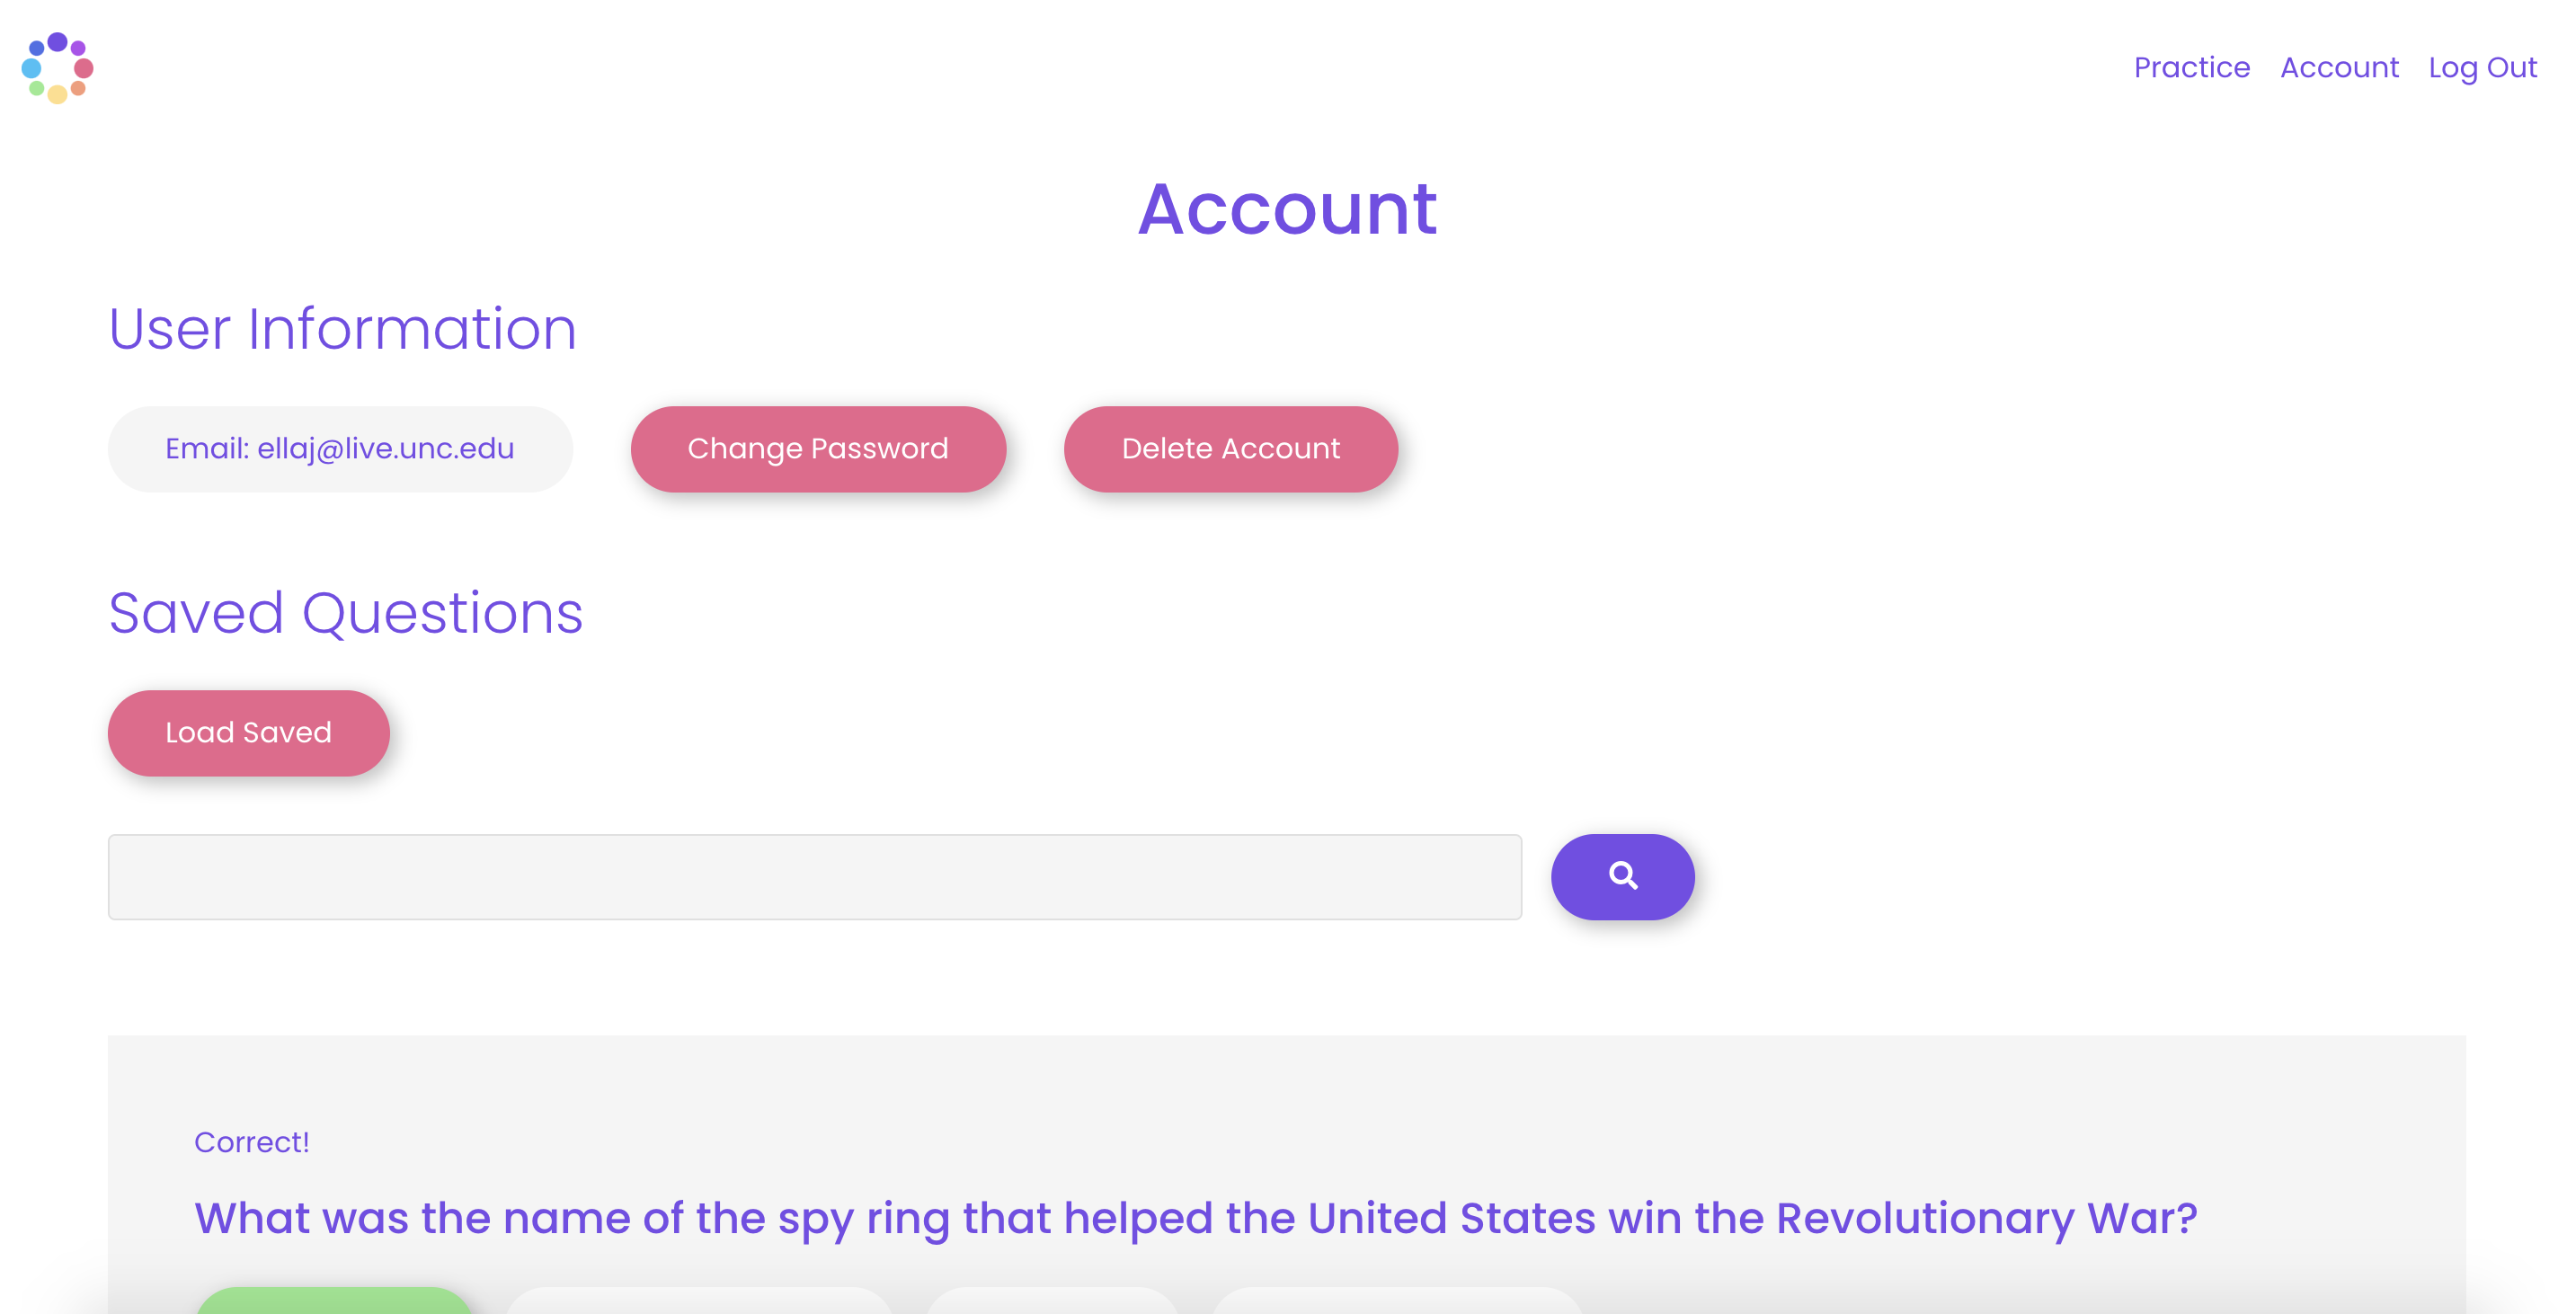 Practice Account Log Out
Account
User Information
Email: ellaj@live.unc.edu Change Password Delete Account
Saved Questions
Load Saved
Correct!
What was the name of the spy ring that helped the United States win the Revolutionary War?